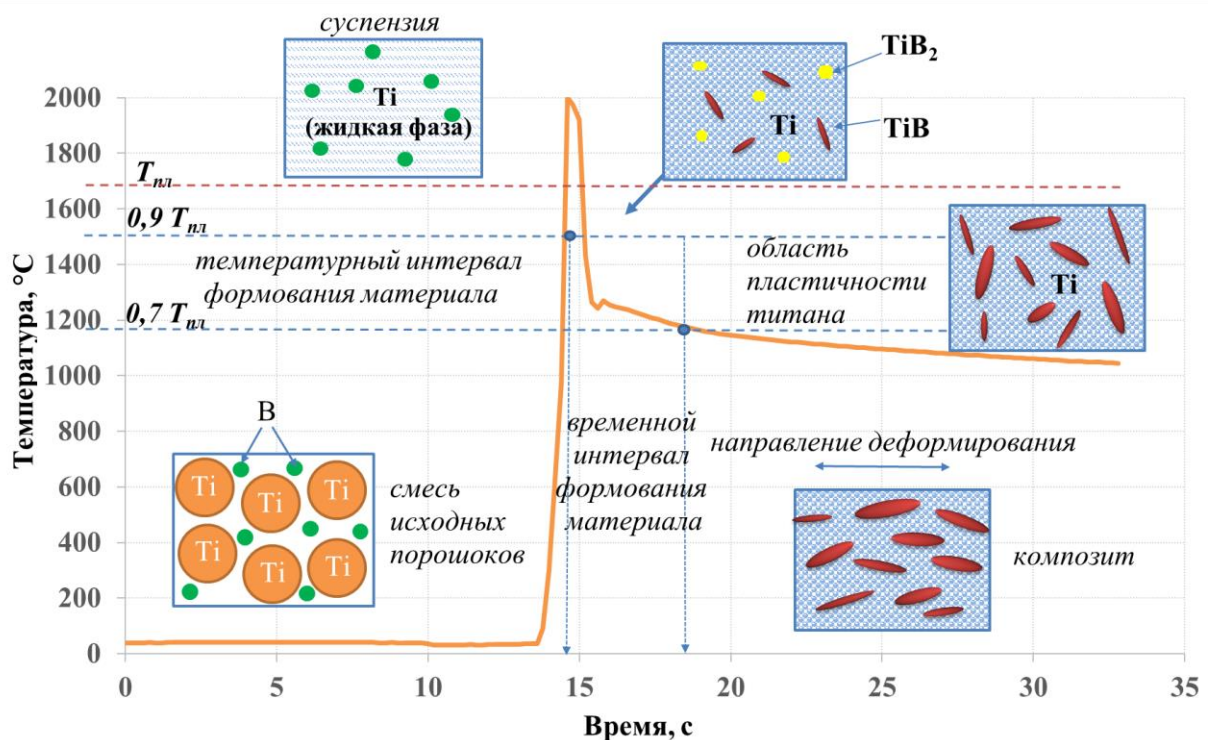 суспензия
Ti
(жидкая фаза)
TiB₂
Ti
TiB
2000
1800
1600
1400
1200
1000
800
600
400
200
0
Температура, °C
Tпл
0,9 Tпл
0,7 Tпл
температурный интервал
формования материала
область
пластичности
титана
Ti
B
Ti
Ti
Ti
Ti
Ti
Ti
смесь
исходных
порошоков
временной
интервал
формования
материала
направление деформирования
композит
0
5
10
15
20
25
30
35
Время, с